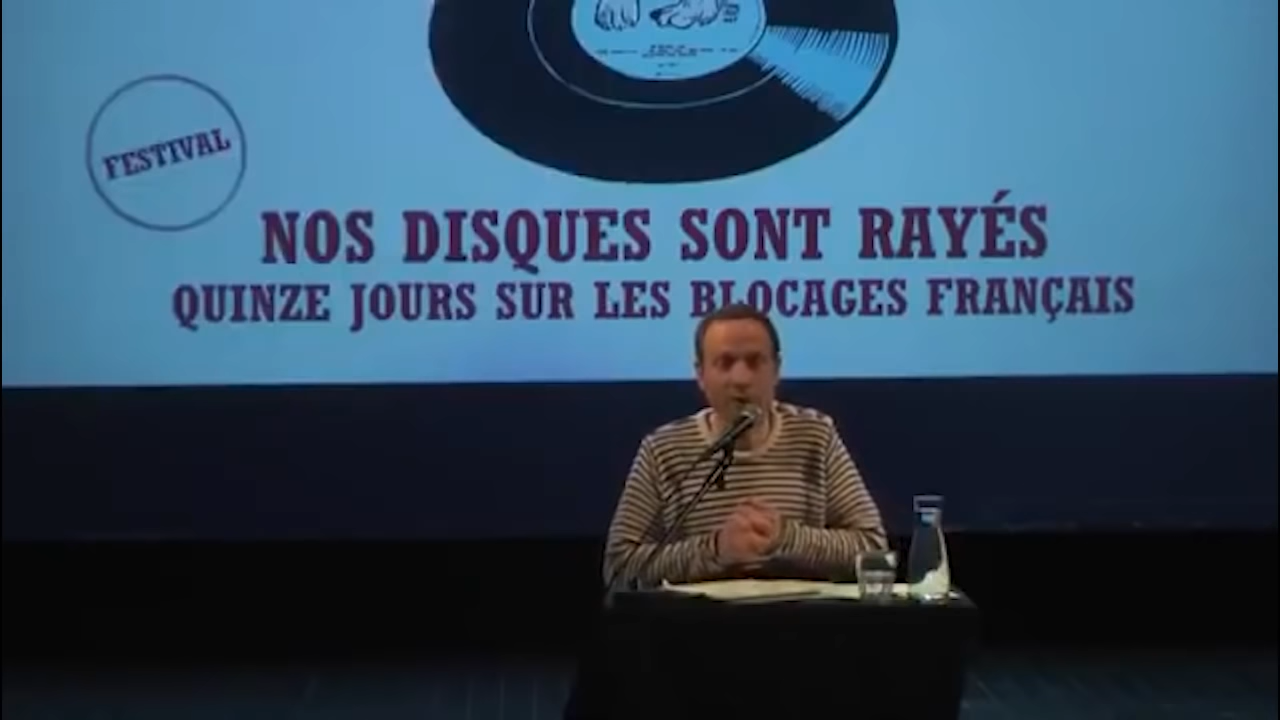 FESTIVAL
NOS DISQUES SONT RAYÉS
QUINZE JOURS SUR LES BLOCAGES FRANÇAIS